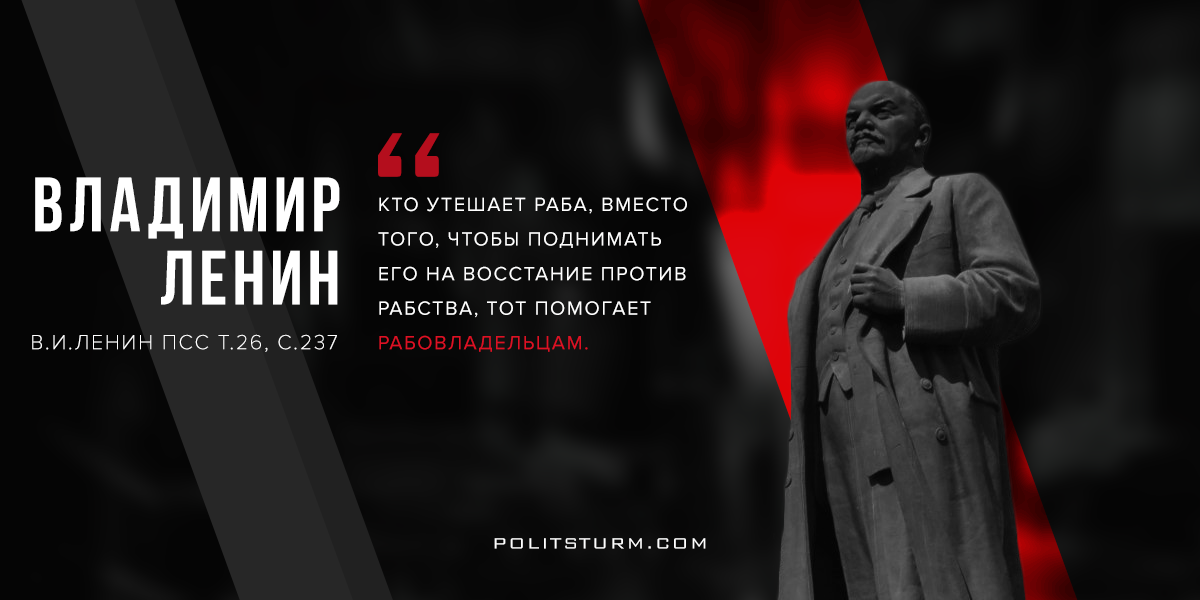 ВЛАДИМИР
ЛЕНИН
В.И.ЛЕНИН ПСС Т.26, С.237
“
КТО УТЕШАЕТ РАБА, ВМЕСТО
ТОГО, ЧТОБЫ ПОДНИМАТЬ
ЕГО НА ВОССТАНИЕ ПРОТИВ
РАБСТВА, ТОТ ПОМОГАЕТ
РАБОВЛАДЕЛЬЦАМ.
POLITSTURM.COM